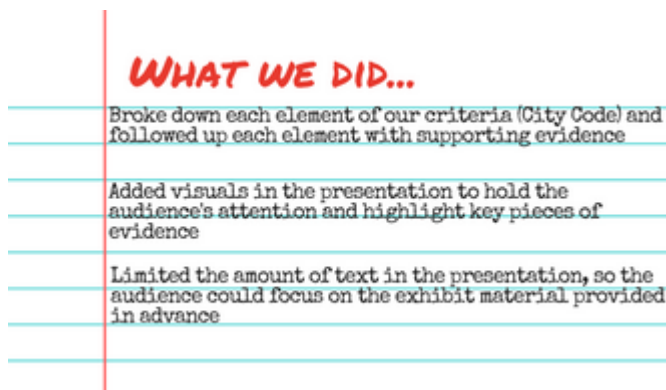 What we did...
Broke down each element of our criteria (City Code) and
followed up each element with supporting evidence
Added visuals in the presentation to hold the
audience's attention and highlight key pieces of
evidence
Limited the amount of text in the presentation, so the
audience could focus on the exhibit material provided
in advance